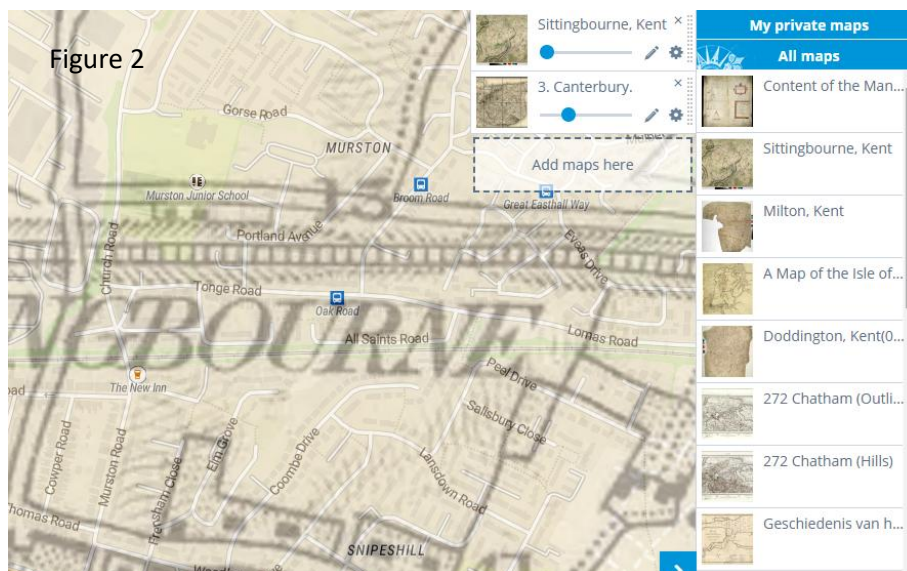 Figure 2
Gorse Road
MURSTON
Murston Junior School
Broom Road
Great Easthall Way
Portland Avenue
Eveas Drive
Church Road
Tonge Road
Oak Road
NGBOURNE
All Saints Road
Lomas Road
Peel Drive
The New Inn
Salisbury Close
Lansdown Road
Cowper Road
Murston Road
Frensham Close
Elm Grove
Coombe Drive
Thomas Road
SNIPESHILL
Sittingbourne, Kent
3. Canterbury.
Add maps here
My private maps
All maps
Content of the Man...
Sittingbourne, Kent
Milton, Kent
A Map of the Isle of...
Doddington, Kent(0...
272 Chatham (Outli...
272 Chatham (Hills)
Geschiedenis van h...